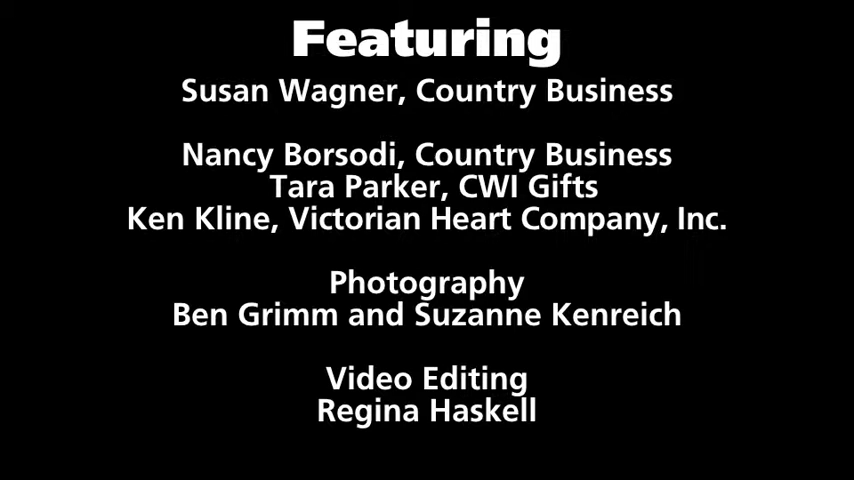 Featuring
Susan Wagner, Country Business
Nancy Borsodi, Country Business
Tara Parker, CWI Gifts
Ken Kline, Victorian Heart Company, Inc.
Photography
Ben Grimm and Suzanne Kenreich
Video Editing
Regina Haskell